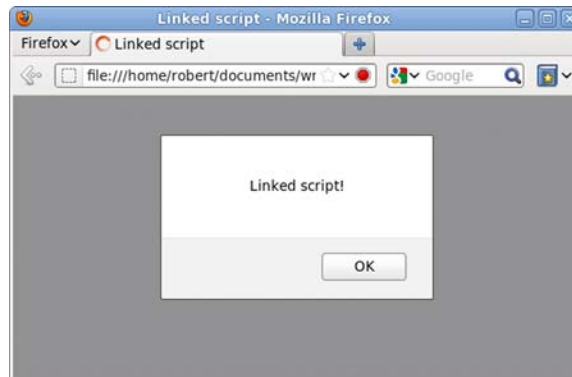 Linked script - Mozilla Firefox
Firefox
Linked script
file:///home/robert/documents/wr
Google
Linked script!
OK